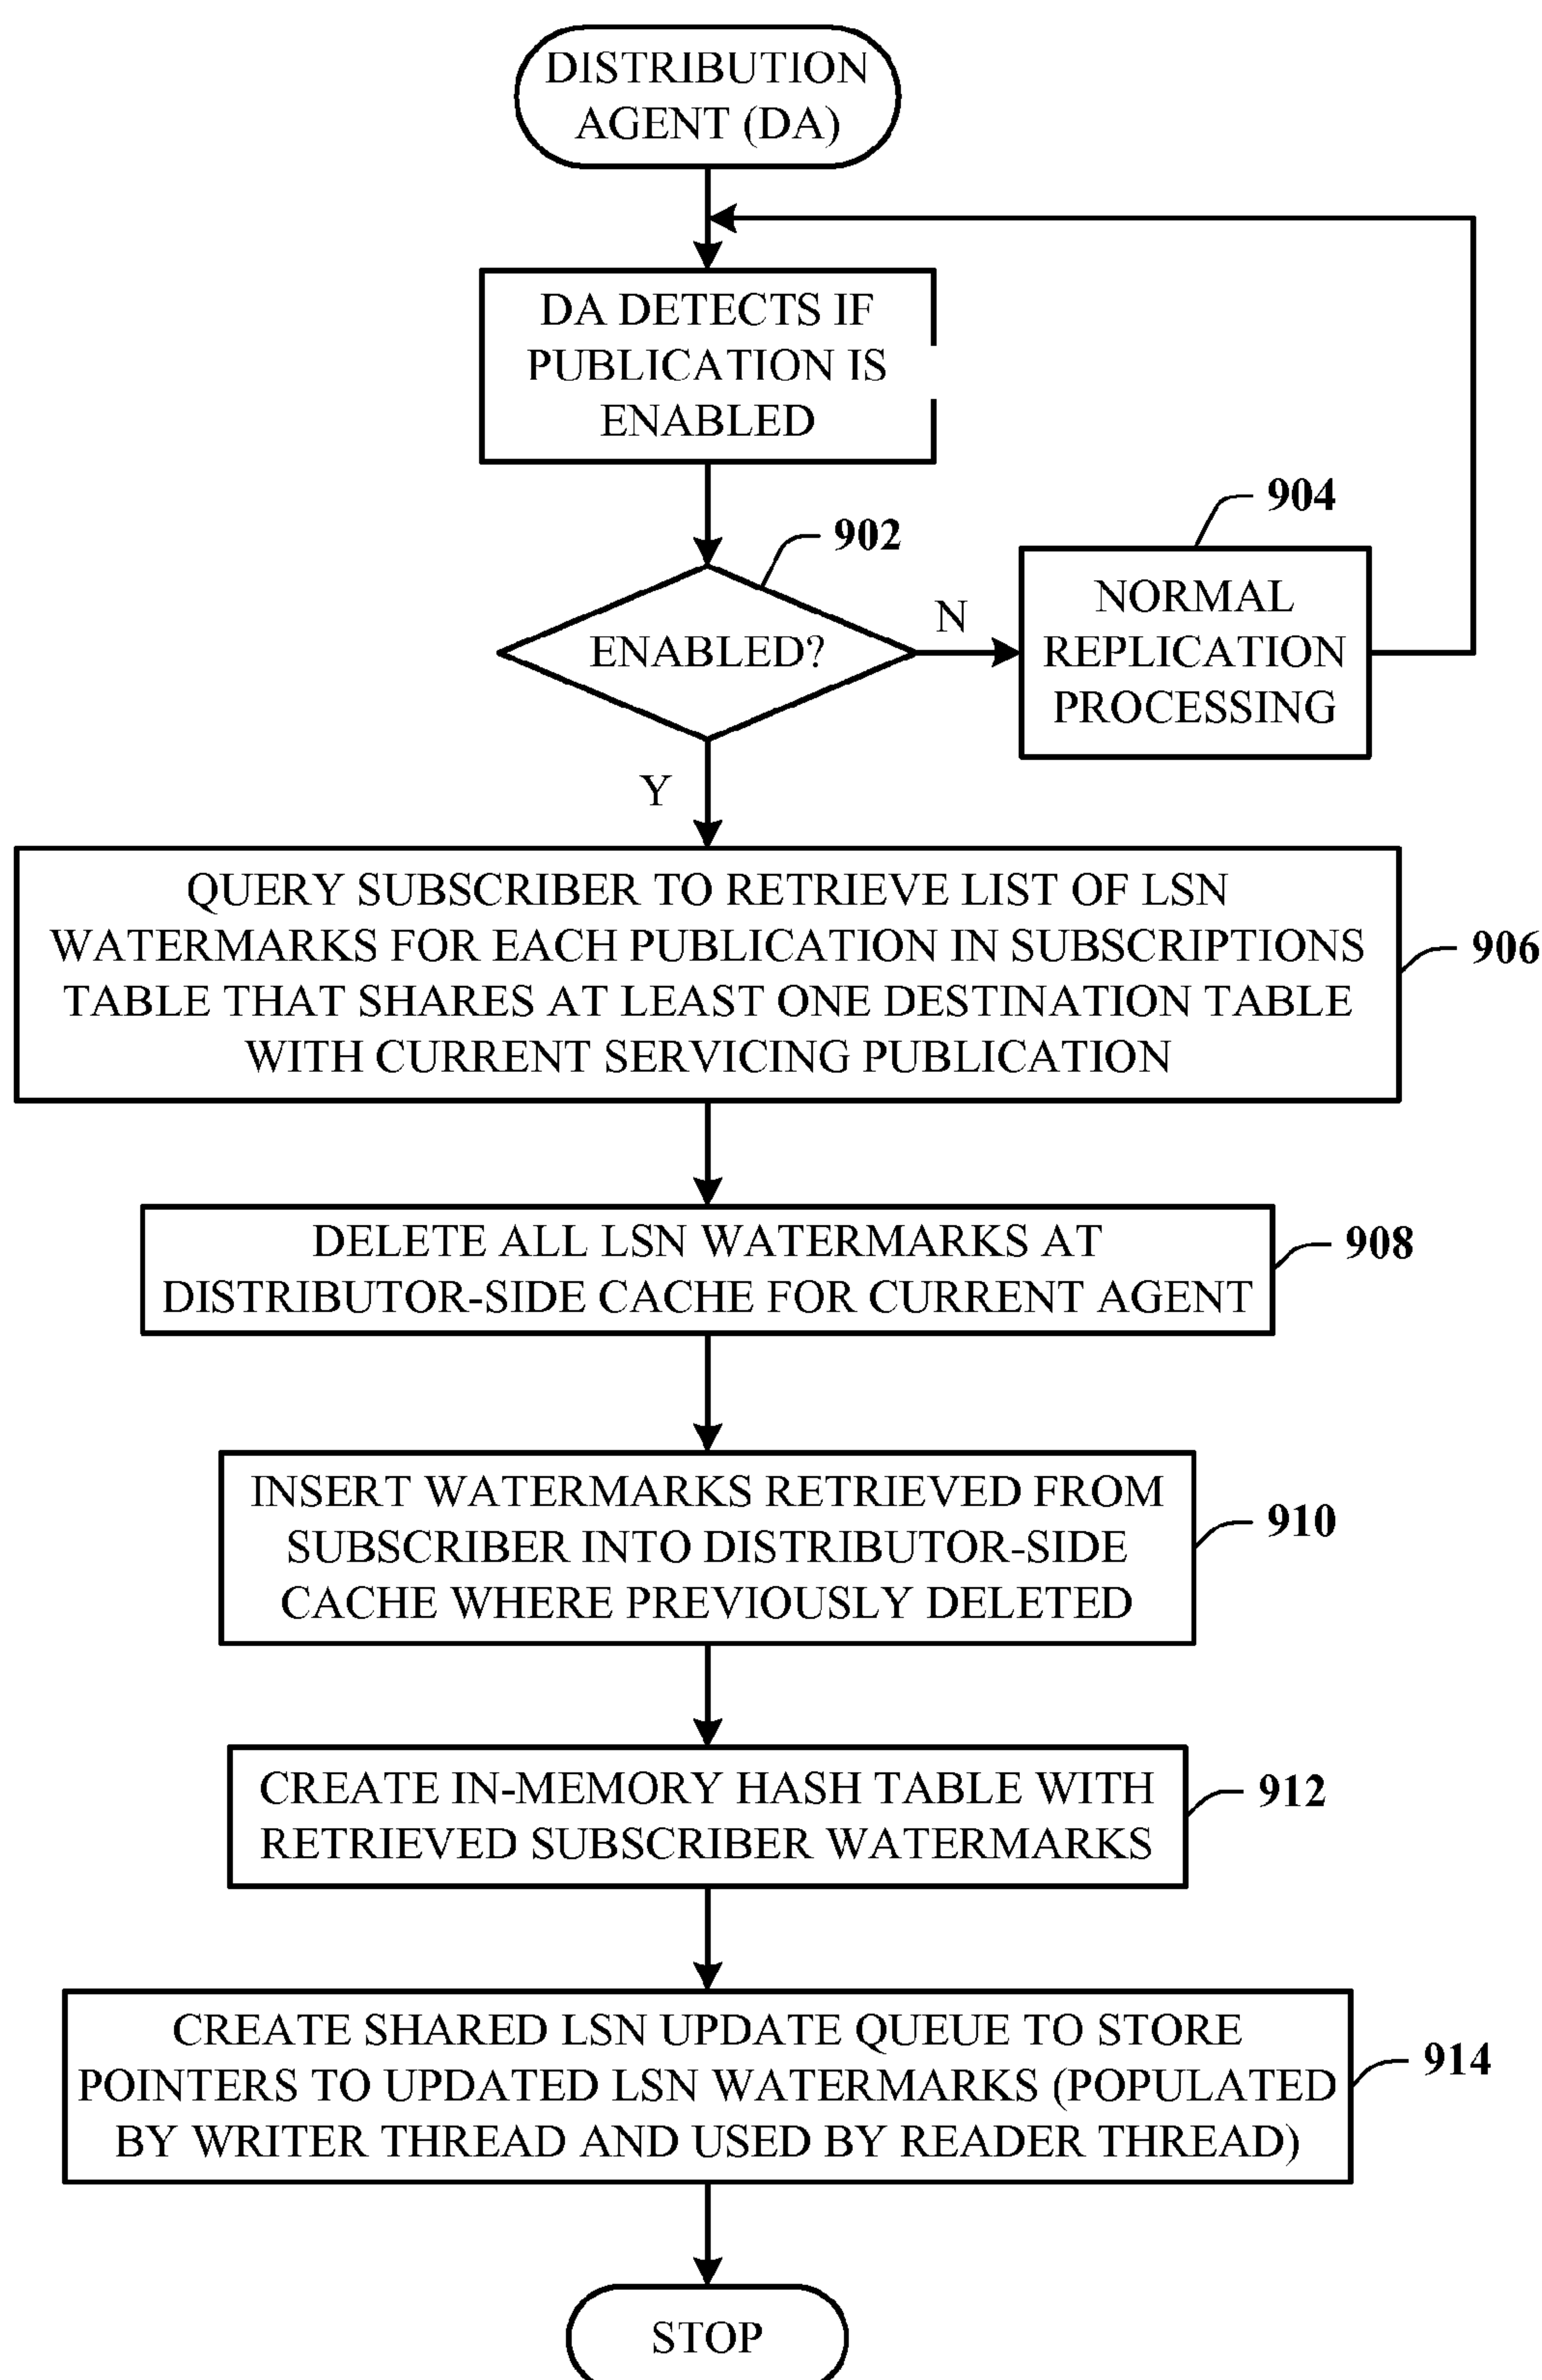 DISTRIBUTION
AGENT (DA)
DA DETECTS IF
PUBLICATION IS
ENABLED
902
904
ENABLED?
N
NORMAL
REPLICATION
PROCESSING
Y
QUERY SUBSCRIBER TO RETRIEVE LIST OF LSN
WATERMARKS FOR EACH PUBLICATION IN SUBSCRIPTIONS
TABLE THAT SHARES AT LEAST ONE DESTINATION TABLE
WITH CURRENT SERVICING PUBLICATION
906
DELETE ALL LSN WATERMARKS AT
DISTRIBUTOR-SIDE CACHE FOR CURRENT AGENT
908
INSERT WATERMARKS RETRIEVED FROM
SUBSCRIBER INTO DISTRIBUTOR-SIDE
CACHE WHERE PREVIOUSLY DELETED
910
CREATE IN-MEMORY HASH TABLE WITH
RETRIEVED SUBSCRIBER WATERMARKS
912
CREATE SHARED LSN UPDATE QUEUE TO STORE
POINTERS TO UPDATED LSN WATERMARKS (POPULATED
BY WRITER THREAD AND USED BY READER THREAD)
914
STOP